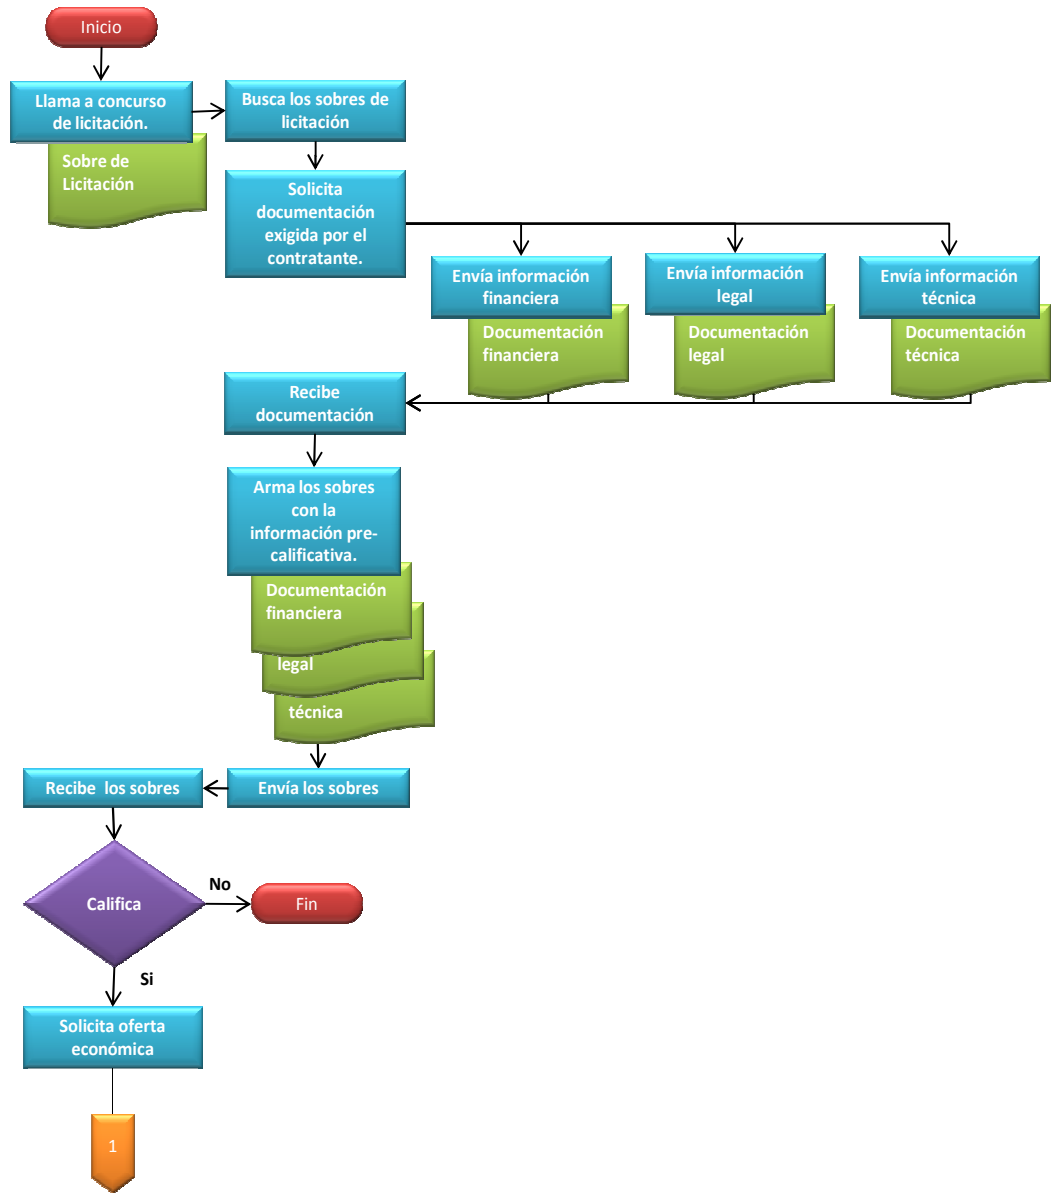 Inicio
Llama a concurso
de licitación.
Sobre de
Licitación
Busca los sobres de
licitación
Solicita
documentación
exigida por el
contratante.
Envía información
financiera
Documentación
financiera
Envía información
legal
Documentación
legal
Envía información
técnica
Documentación
técnica
Recibe
documentación
Arma los sobres
con la
información pre-
calificativa.
Documentación
financiera
legal
técnica
Envía los sobres
Recibe  los sobres
Califica
No
Fin
Si
Solicita oferta
económica
1